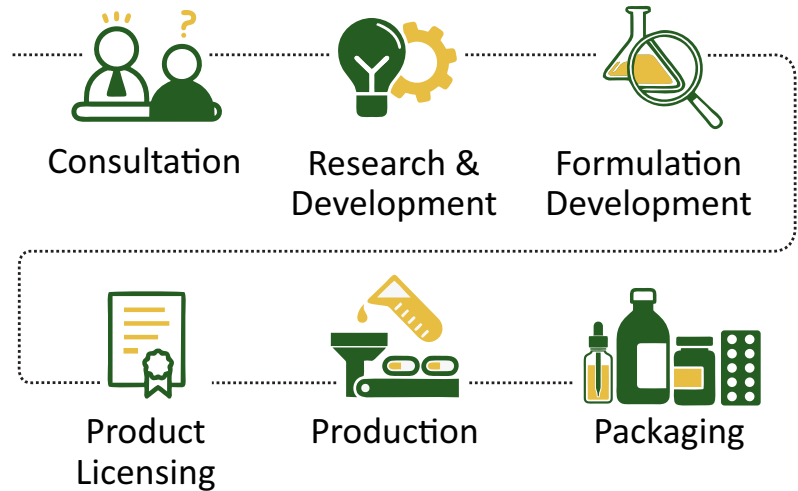 ?
Consultation
Research &
Development
Formulation
Development
Product
Licensing
Production
Packaging